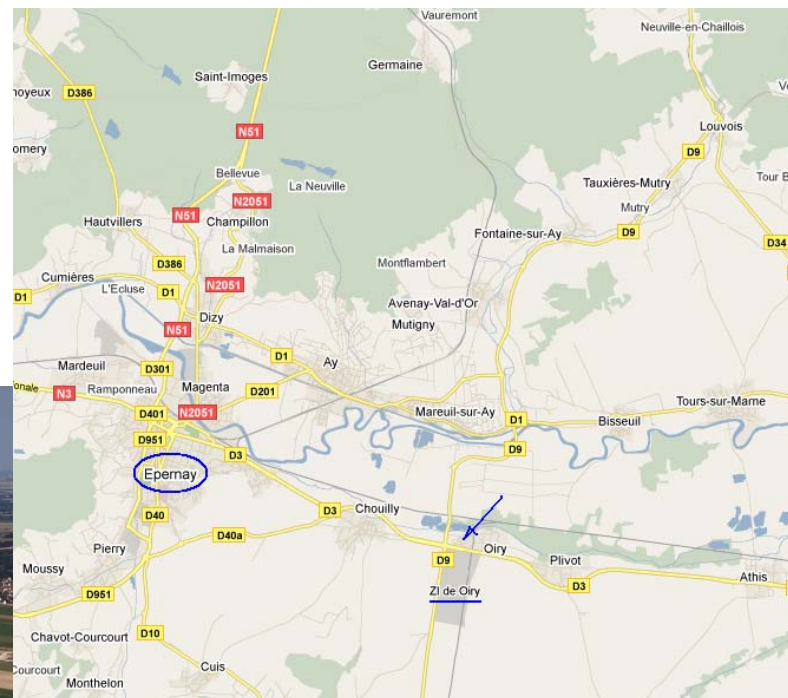 Vauremont
Neuville-en-Chaillois
Germaine
Saint-Imoges
D386
N51
Louvois
D9
Bellevue
La Neuville
Tauxières-Mutry
Tour B
N2051
Mutry
Hautvillers
N51
Champillon
Fontaine-sur-Ay
D9
D34
La Malmaison
D386
Montflambert
Cumières
N2051
D1
L'Ecluse
D1
Avenay-Val-d'Or
Dizy
Mutigny
N51
D1
Ay
Mardeuil
D301
Magenta
N3
Ramponneau
D201
Tours-sur-Marne
D401
N2051
Mareuil-sur-Ay
D1
Bisseuil
D951
D9
D3
Epernay
D3
Chouilly
D40
D40a
Oiry
Pierry
D9
Plivot
Moussy
D3
Athis
D951
ZI de Oiry
D10
Chavot-Courcourt
Cuis
Courcourt
Monthelon